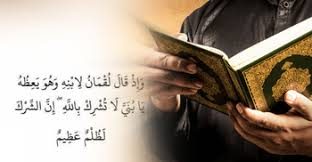 وَإِذْ قَالَ لُقْمَانُ لِابْنِهِ وَهُوَ يَعِظُهُ
يَا بُنَيَّ لَا تُشْرِكْ بِاللَّهِ ۖ إِنَّ الشِّرْكَ
لَظُلْمٌ عَظِيمٌ